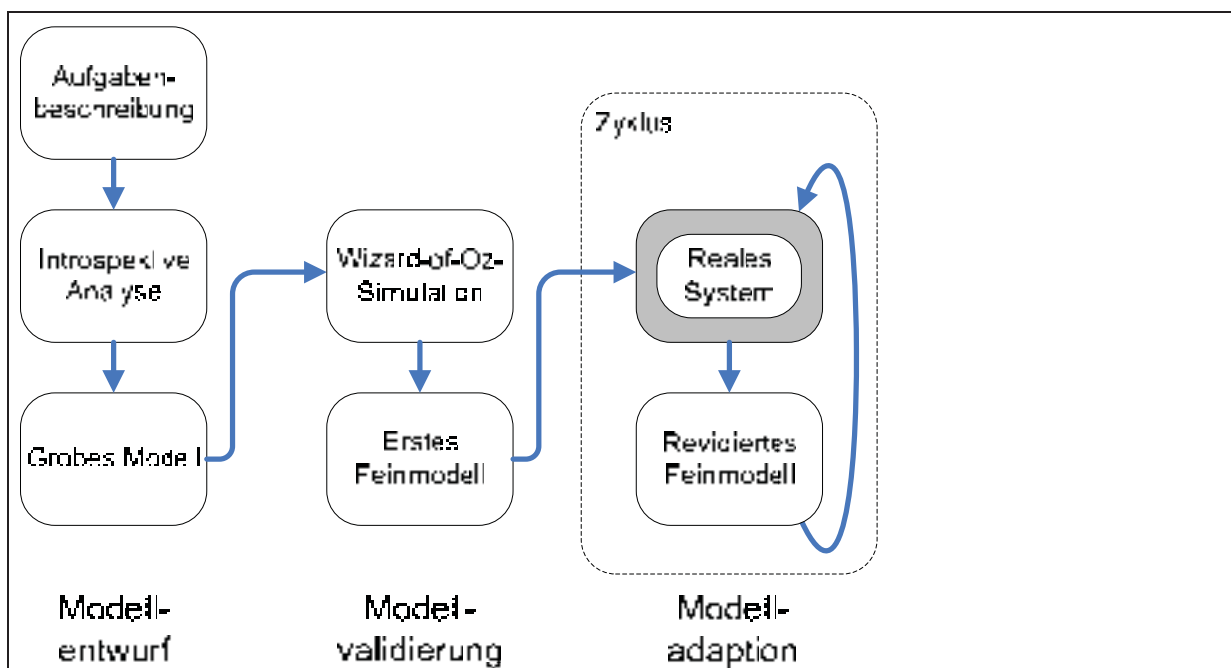 Aufgaben-
beschreibung
Introspektive
Analyse
Grobes Modell
Wizard-of-Oz-
Simulation
Erstes
Feinmodell
Zyklus
Reales
System
Revidiertes
Feinmodell
Modell-
entwurf
Modell-
validierung
Modell-
adaption